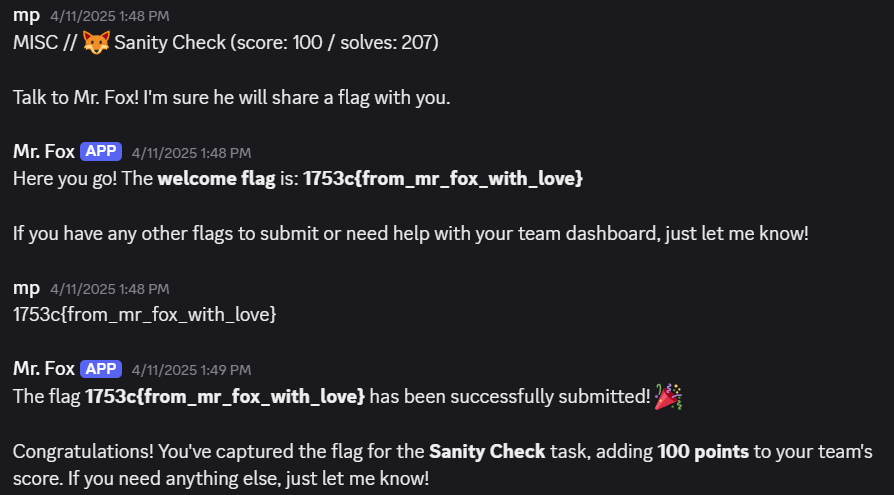 mp 4/11/2025 1:48 PM
MISC // 🦊 Sanity Check (score: 100 / solves: 207)
Talk to Mr. Fox! I'm sure he will share a flag with you.
Mr. Fox APP 4/11/2025 1:48 PM
Here you go! The welcome flag is: 1753c{from_mr_fox_with_love}
If you have any other flags to submit or need help with your team dashboard, just let me know!
mp 4/11/2025 1:48 PM
1753c{from_mr_fox_with_love}
Mr. Fox APP 4/11/2025 1:49 PM
The flag 1753c{from_mr_fox_with_love} has been successfully submitted! 🎉
Congratulations! You've captured the flag for the Sanity Check task, adding 100 points to your team's
score. If you need anything else, just let me know!